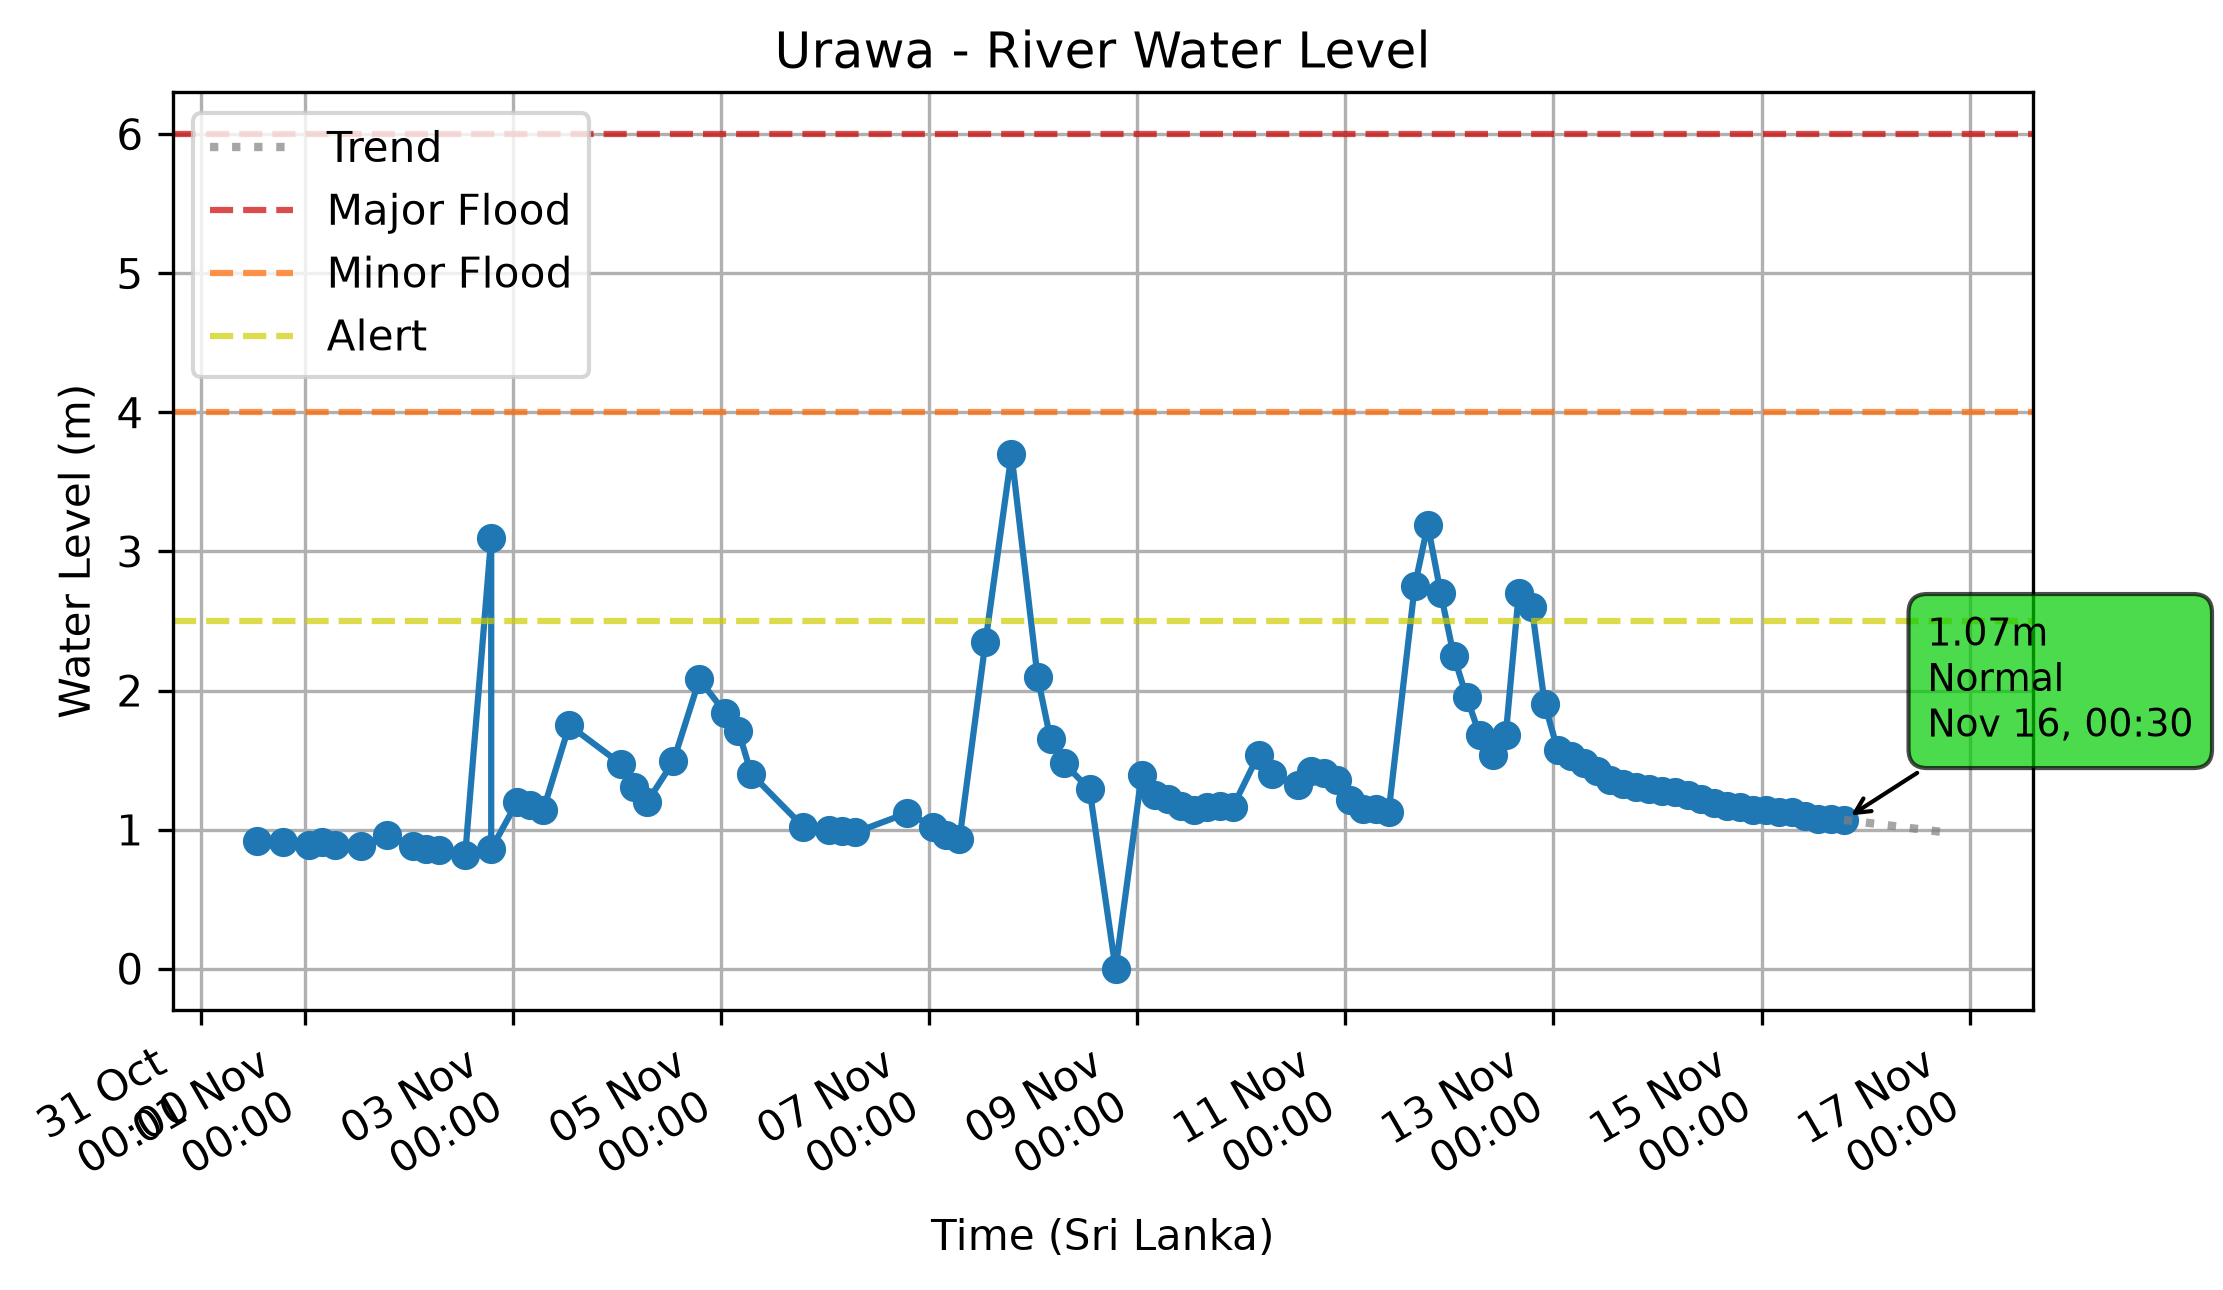 Urawa - River Water Level
6
5
4
3
2
1
0
Water Level (m)
Trend
Major Flood
Minor Flood
Alert
1.07m
Normal
Nov 16, 00:30
31 Oct
00:00
01 Nov
00:00
03 Nov
00:00
05 Nov
00:00
07 Nov
00:00
09 Nov
00:00
11 Nov
00:00
13 Nov
00:00
15 Nov
00:00
17 Nov
00:00
Time (Sri Lanka)